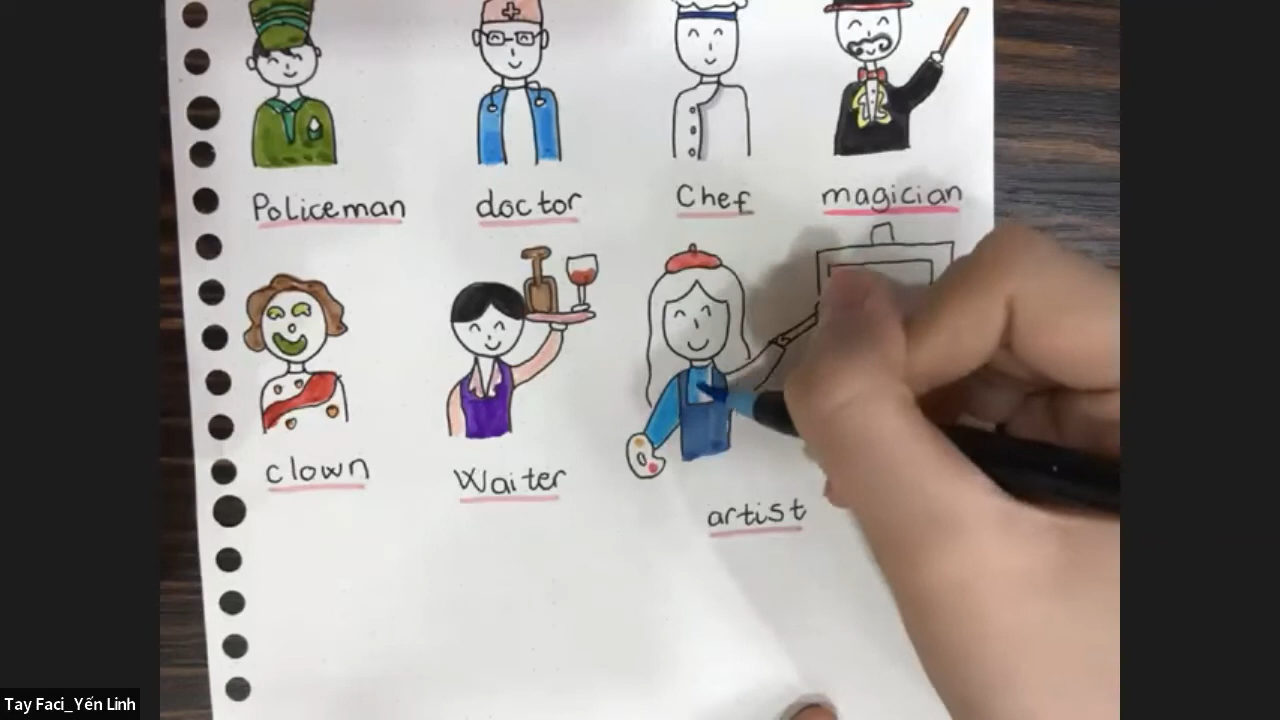 Policeman doctor Chef magician
clown Waiter artist
Tay Faci_Yến Linh